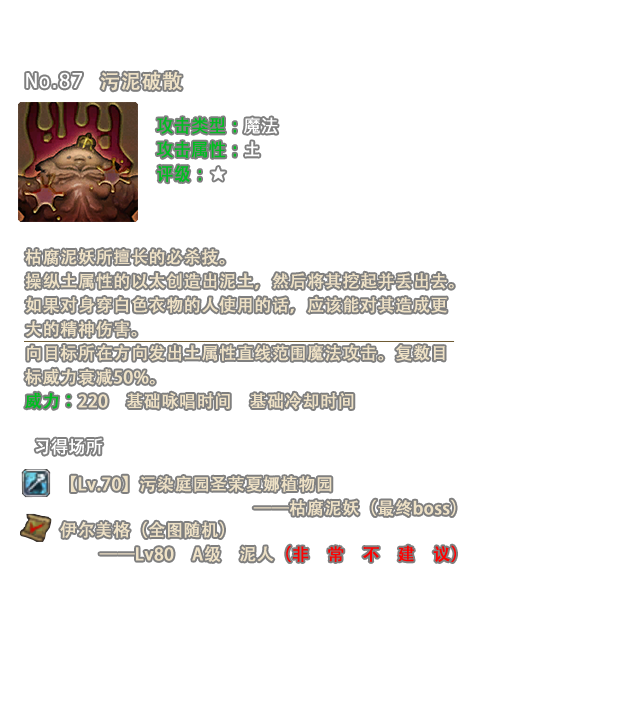 No.87 污泥破散
攻击类型：魔法
攻击属性：土
评级：☆
枯腐泥妖所擅长的必杀技。
操纵土属性的以太创造出泥土，然后将其挖起并丢出去。
如果对身穿白色衣物的人使用的话，应该能对其造成更
大的精神伤害。
向目标所在方向发出土属性直线范围魔法攻击。复数目
标威力衰减50%。
威力：220 基础咏唱时间 基础冷却时间
习得场所
【Lv.70】污染庭园圣茉夏娜植物园
——枯腐泥妖（最终boss）
伊尔美格（全图随机）
——Lv80 A级 泥人（非 常 不 建 议）